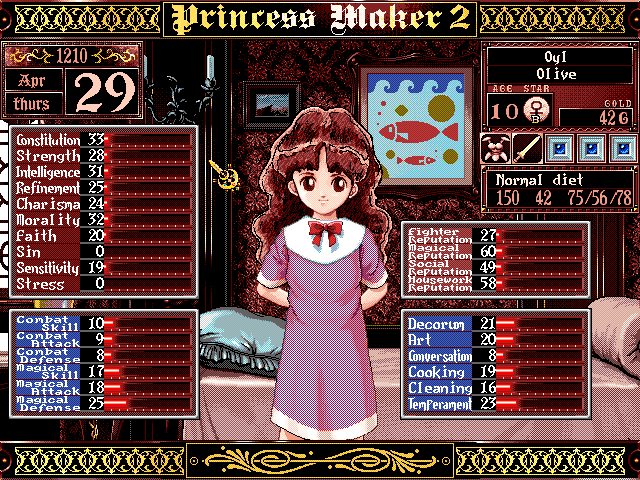 Princess Maker 2
1210
Apr
thurs
29
Oyl
Olive
AGE STAR
10 B
GOLD
42G
Normal diet
150 42 75/56/78
Constitution 33
Strength 28
Intelligence 31
Refinement 25
Charisma 24
Morality 32
faith 20
Sin 0
Sensitivity 19
Stress 0
fighter
Reputation 27
Magical
Reputation 60
Social
Reputation 49
Housework
Reputation 58
Combat
Skill 10
Combat
Attack 9
Combat
Defense 8
Magical
Skill 17
Magical
Attack 18
Magical
Defense 25
Decorum 21
Art 20
Conversation 8
Cooking 19
Cleaning 16
Temperament 23